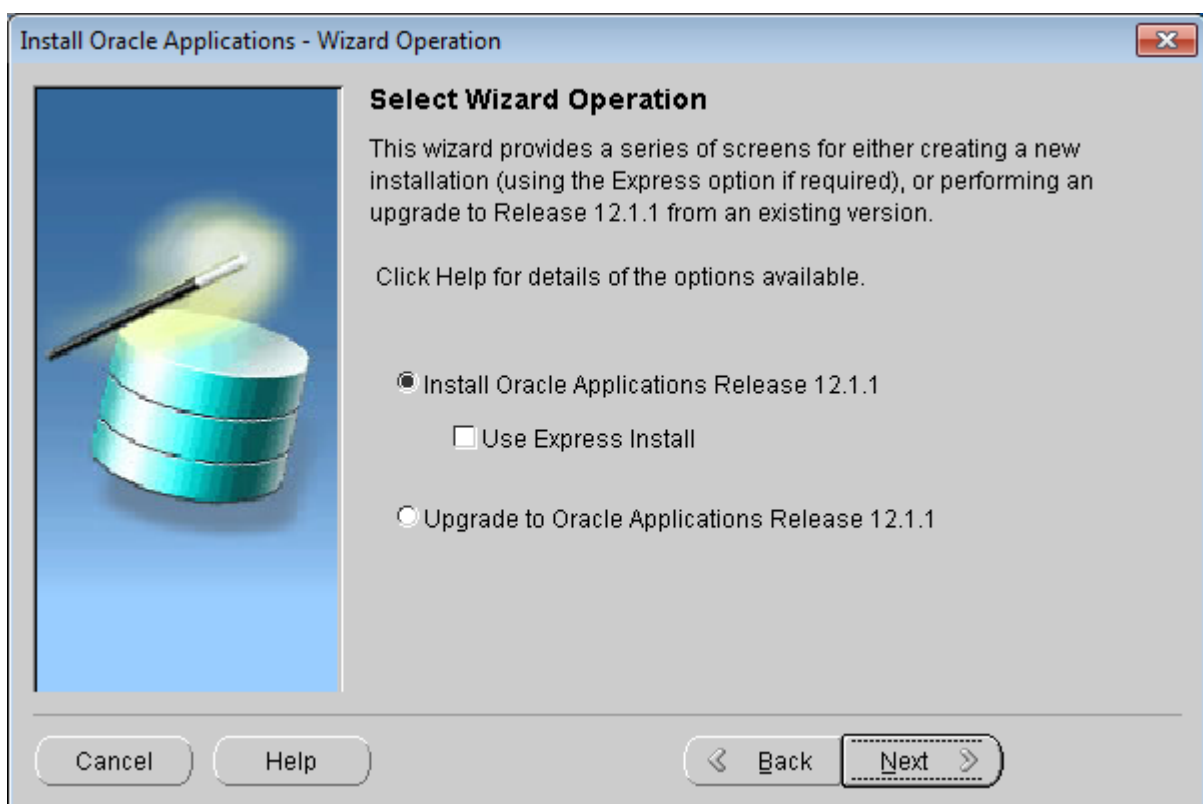 Install Oracle Applications - Wizard Operation
Select Wizard Operation
This wizard provides a series of screens for either creating a new
installation (using the Express option if required), or performing an
upgrade to Release 12.1.1 from an existing version.
Click Help for details of the options available.
Install Oracle Applications Release 12.1.1
Use Express Install
Upgrade to Oracle Applications Release 12.1.1
Cancel Help Back Next